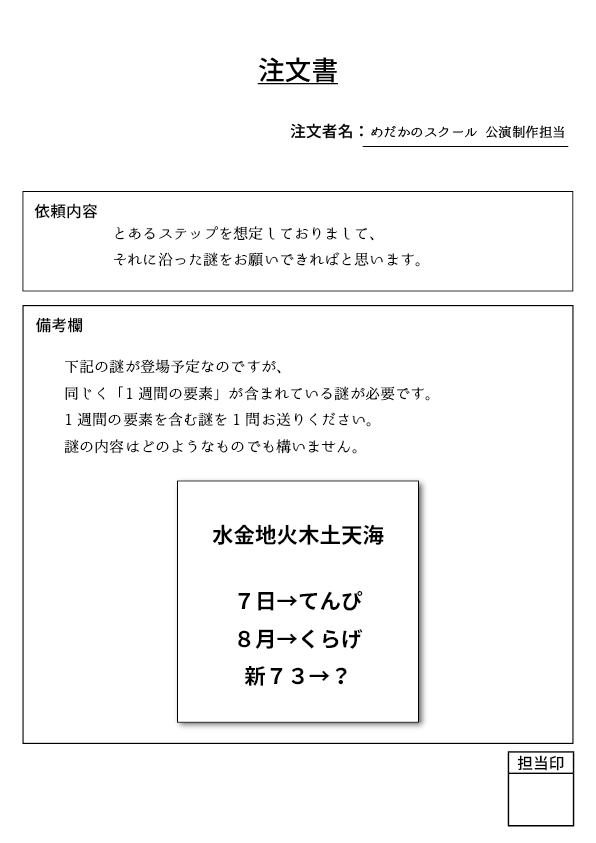 注文書
注文者名：めだかのスクール 公演制作担当
依頼内容
とあるステップを想定しておりまして、
それに沿った謎をお願いできればと思います。
備考欄
下記の謎が登場予定なのですが、
同じく「1 週間の要素」が含まれている謎が必要です。
1 週間の要素を含む謎を 1 問お送りください。
謎の内容はどのようなものでも構いません。
水金地火木土天海
７日→てんぴ
８月→くらげ
新７３→？
担当印